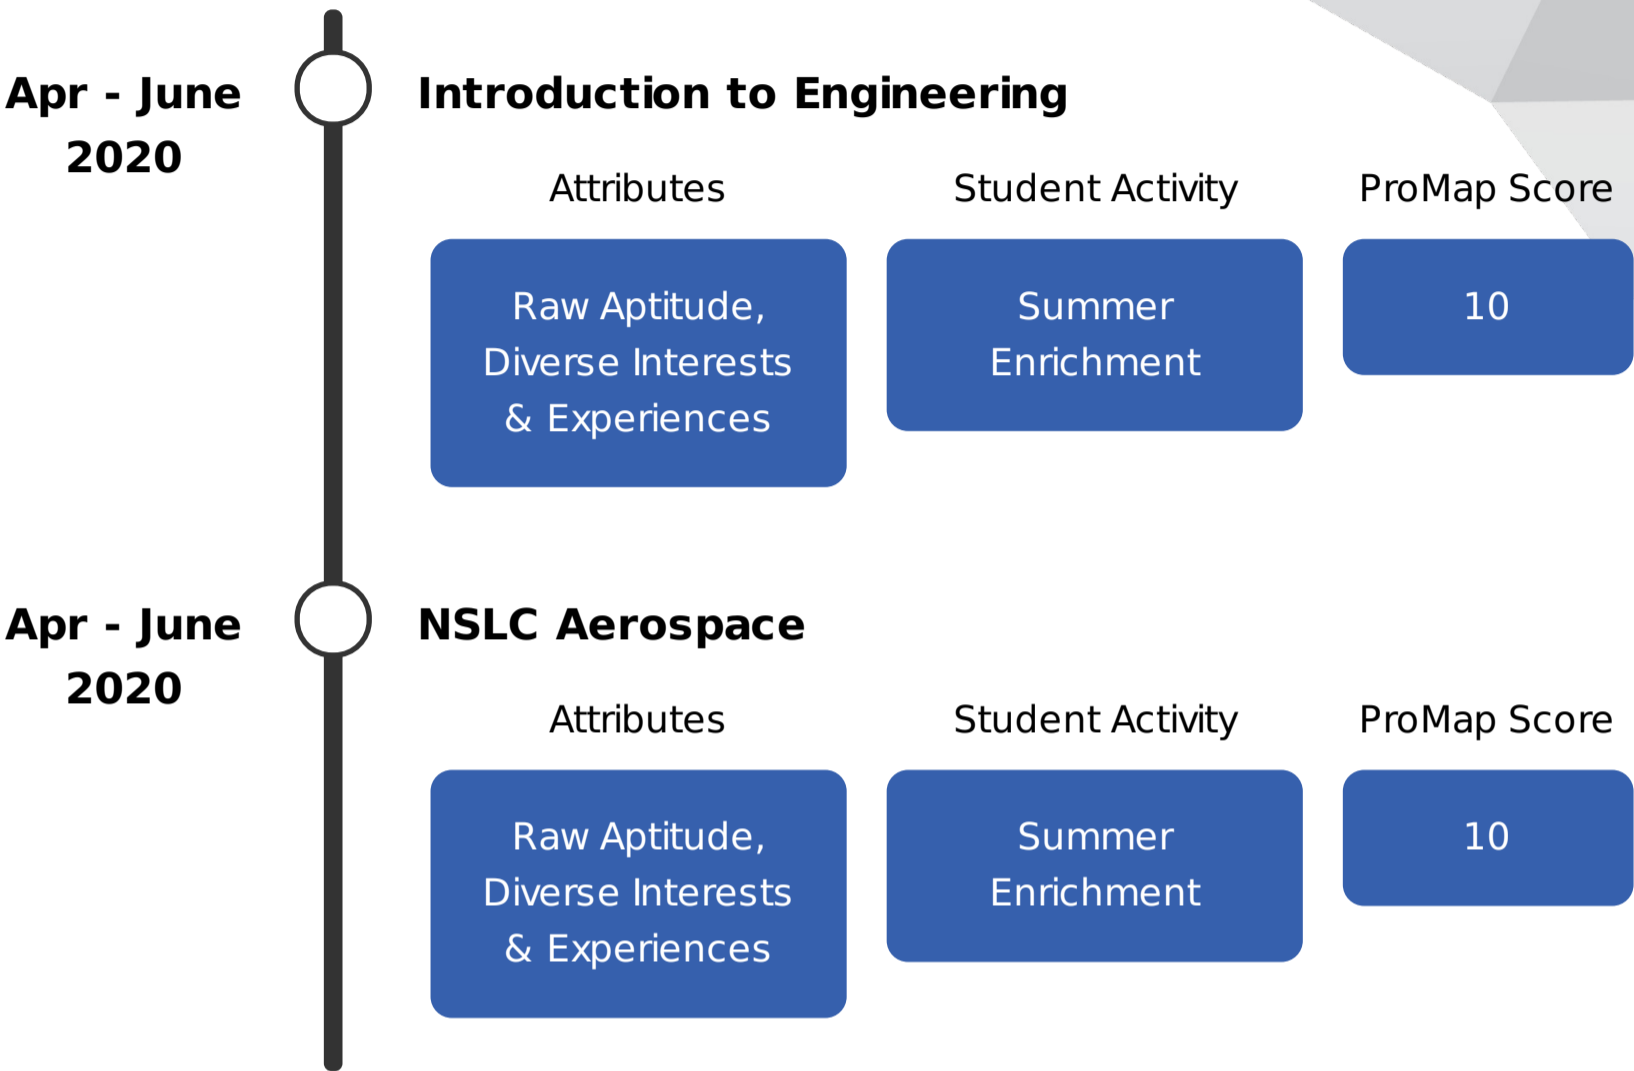 Apr - June
2020
Introduction to Engineering
Attributes
Student Activity
ProMap Score
Raw Aptitude,
Diverse Interests
& Experiences
Summer
Enrichment
10
Apr - June
2020
NSLC Aerospace
Attributes
Student Activity
ProMap Score
Raw Aptitude,
Diverse Interests
& Experiences
Summer
Enrichment
10